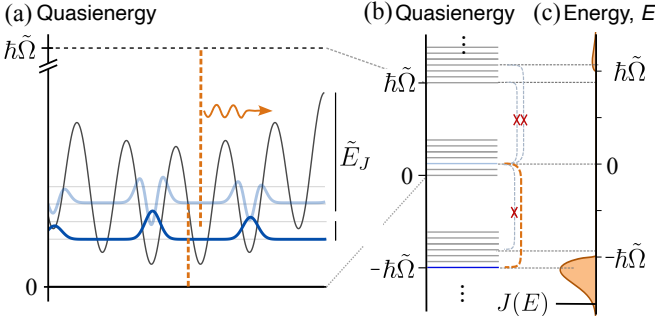 (a) Quasienergy
ħΩ̃
Ẽ_J
0
(b) Quasienergy
ħΩ̃
0
-ħΩ̃
(c) Energy, E
ħΩ̃
0
-ħΩ̃
J(E)